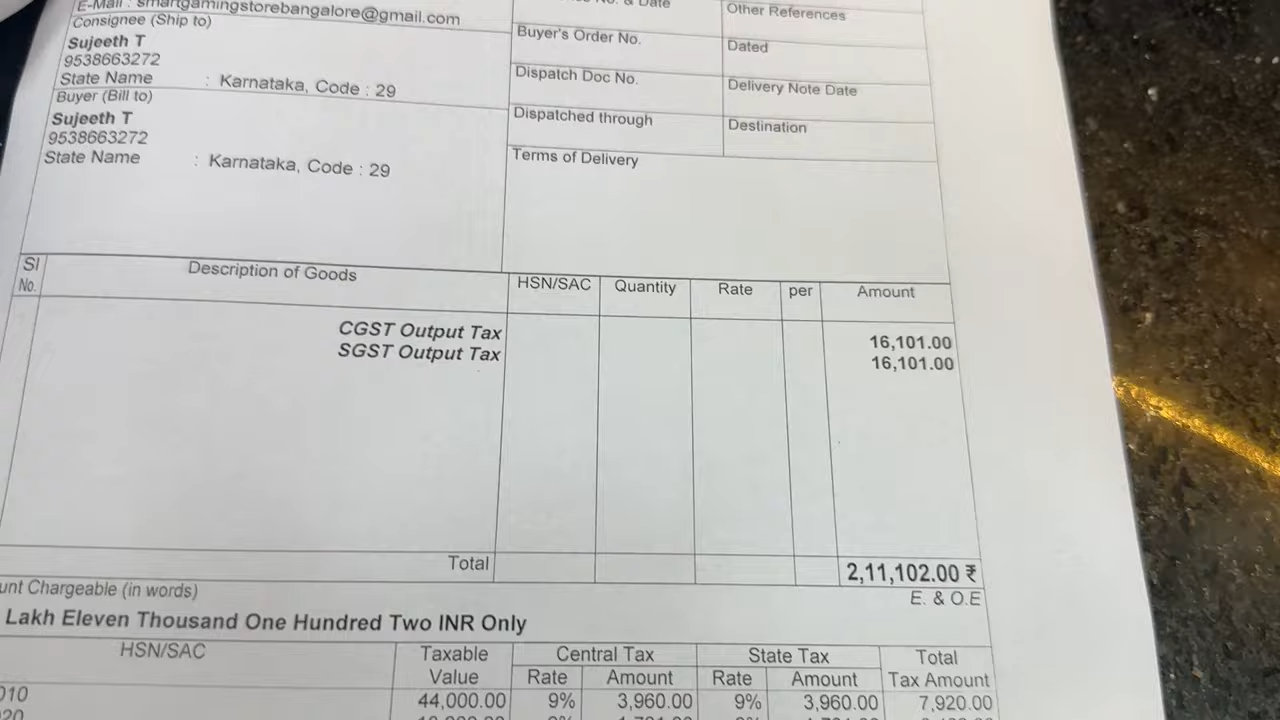 E-Mail : smartgamingstorebangalore@gmail.com
Consignee (Ship to)
Sujeeth T
9538663272
State Name : Karnataka, Code : 29
Buyer (Bill to)
Sujeeth T
9538663272
State Name : Karnataka, Code : 29
& Date
Other References
Buyer's Order No.
Dated
Dispatch Doc No.
Delivery Note Date
Dispatched through
Destination
Terms of Delivery
Sl No. Description of Goods HSN/SAC Quantity Rate per Amount
CGST Output Tax 16,101.00
SGST Output Tax 16,101.00
Total 2,11,102.00 ₹
Chargeable (in words) E. & O.E
Lakh Eleven Thousand One Hundred Two INR Only
HSN/SAC Taxable Value Central Tax State Tax Total Tax Amount
Rate Amount Rate Amount
010 44,000.00 9% 3,960.00 9% 3,960.00 7,920.00